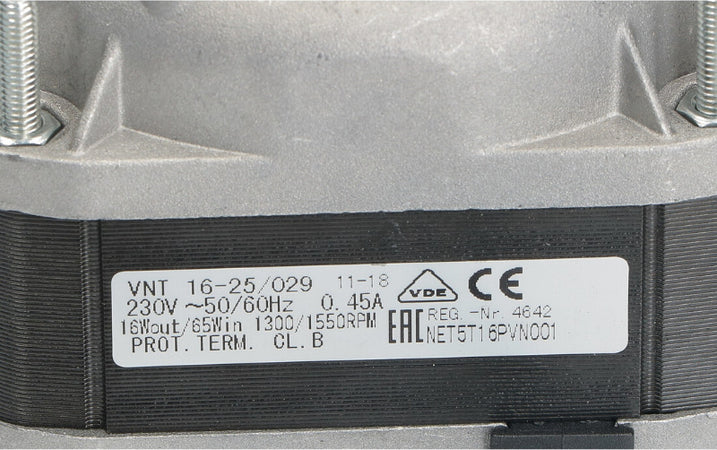 VNT 16-25/029 11-18
230V ~50/60Hz 0.45A
16Wout/65Win 1300/1550RPM
PROT.TERM. CL.B
VDE CE
REG.-Nr. 4642
EAC NET5T16PVN001